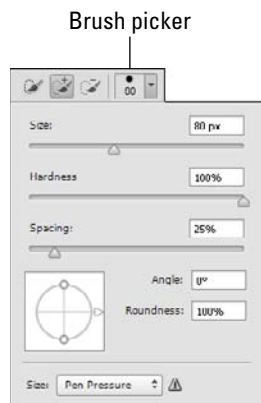 Brush picker
00
Size: 80 px
Hardness 100%
Spacing: 25%
Angle: 0°
Roundness: 100%
Size: Pen Pressure